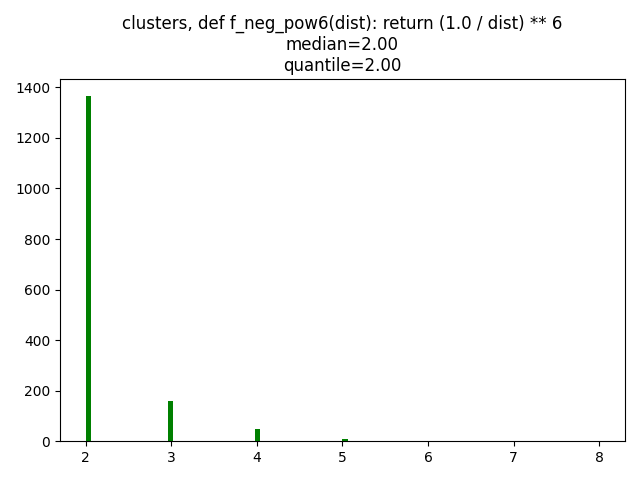 clusters, def f_neg_pow6(dist): return (1.0 / dist) ** 6
median=2.00
quantile=2.00
1400
1200
1000
800
600
400
200
0
2 3 4 5 6 7 8